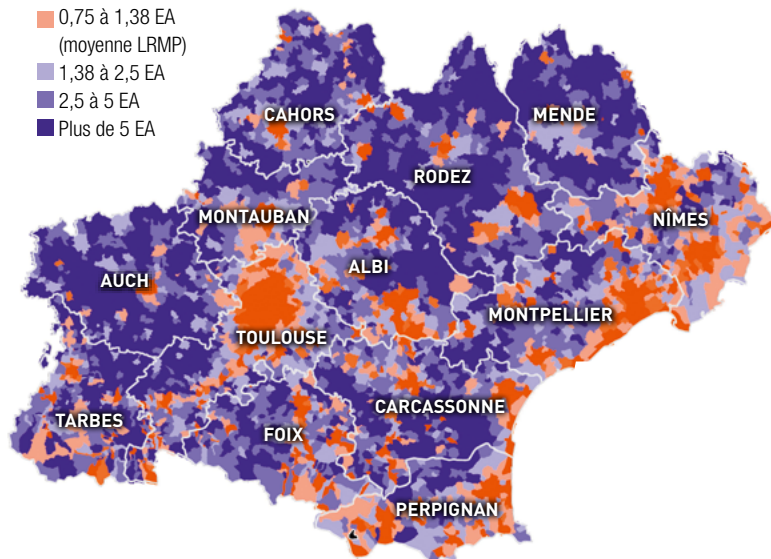 0,75 à 1,38 EA
(moyenne LRMP)
1,38 à 2,5 EA
2,5 à 5 EA
Plus de 5 EA
CAHORS
MENDE
RODEZ
MONTAUBAN
NÎMES
ALBI
AUCH
MONTPELLIER
TOULOUSE
CARCASSONNE
TARBES
FOIX
PERPIGNAN